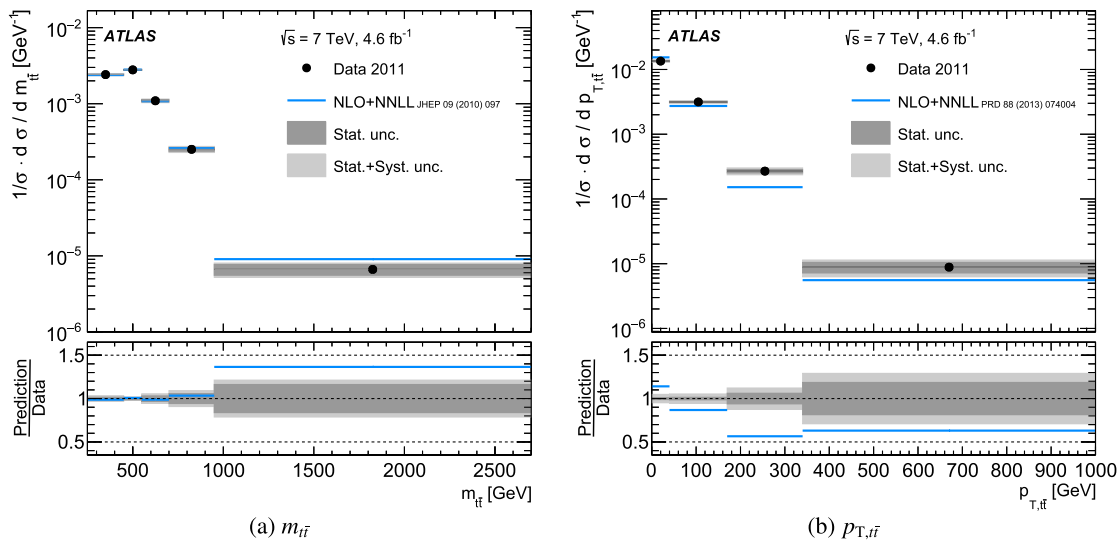 ATLAS
√s = 7 TeV, 4.6 fb⁻¹
Data 2011
NLO+NNLL JHEP 09 (2010) 097
Stat. unc.
Stat.+Syst. unc.
1/σ · d σ / d m_tt̄ [GeV⁻¹]
10⁻²
10⁻³
10⁻⁴
10⁻⁵
10⁻⁶
Prediction
Data
1.5
1
0.5
500 1000 1500 2000 2500
m_tt̄ [GeV]
(a) m_tt̄
ATLAS
√s = 7 TeV, 4.6 fb⁻¹
Data 2011
NLO+NNLL PRD 88 (2013) 074004
Stat. unc.
Stat.+Syst. unc.
1/σ · d σ / d p_T,tt̄ [GeV⁻¹]
10⁻²
10⁻³
10⁻⁴
10⁻⁵
10⁻⁶
Prediction
Data
1.5
1
0.5
0 100 200 300 400 500 600 700 800 900 1000
p_T,tt̄ [GeV]
(b) p_T,tt̄